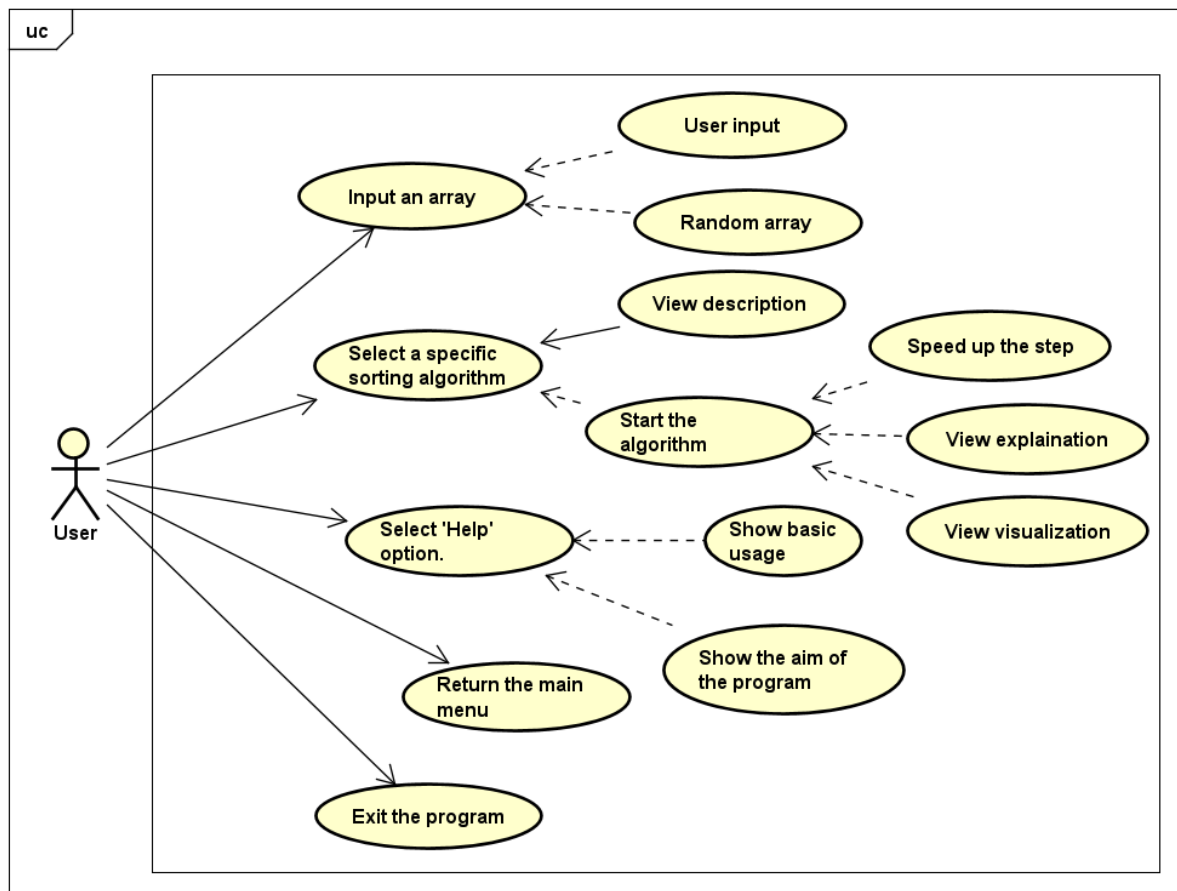 uc
User input
Input an array
Random array
View description
Select a specific
sorting algorithm
Speed up the step
Start the
algorithm
View explaination
User
Select 'Help'
option.
Show basic
usage
View visualization
Show the aim of
the program
Return the main
menu
Exit the program